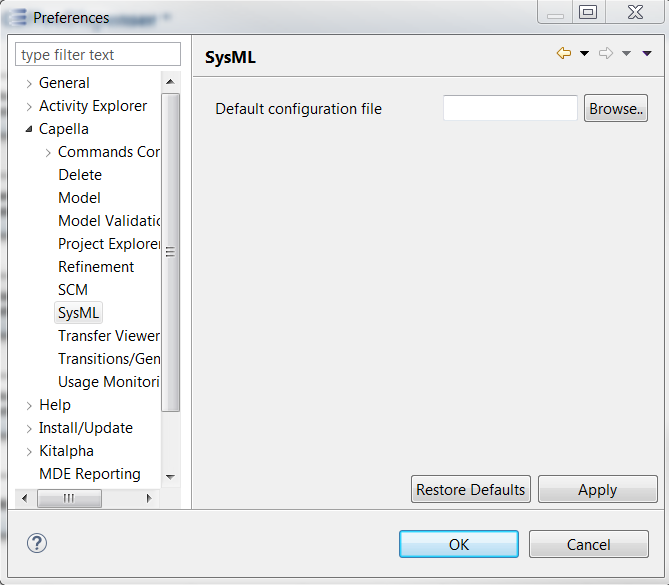 Preferences
type filter text
General
Activity Explorer
Capella
Commands Cor
Delete
Model
Model Validatic
Project Explorer
Refinement
SCM
SysML
Transfer Viewer
Transitions/Gen
Usage Monitori
Help
Install/Update
Kitalpha
MDE Reporting
SysML
Default configuration file
Browse..
Restore Defaults
Apply
?
OK
Cancel